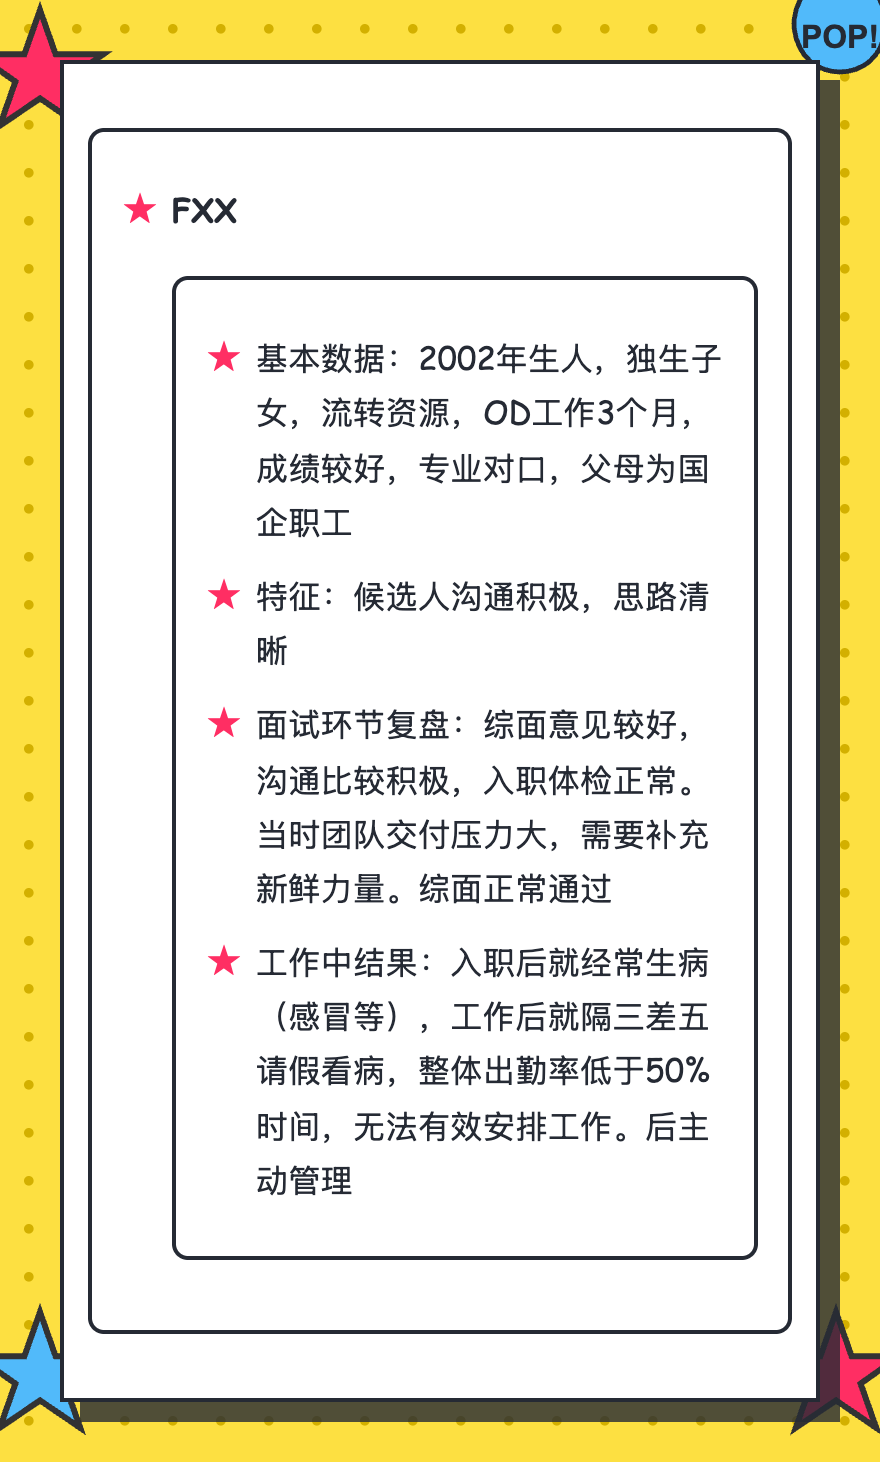 POP!
FXX
基本数据：2002年生人，独生子
女，流转资源，OD工作3个月，
成绩较好，专业对口，父母为国
企职工
特征：候选人沟通积极，思路清
晰
面试环节复盘：综面意见较好，
沟通比较积极，入职体检正常。
当时团队交付压力大，需要补充
新鲜力量。综面正常通过
工作中结果：入职后就经常生病
（感冒等），工作后就隔三差五
请假看病，整体出勤率低于50%
时间，无法有效安排工作。后主
动管理